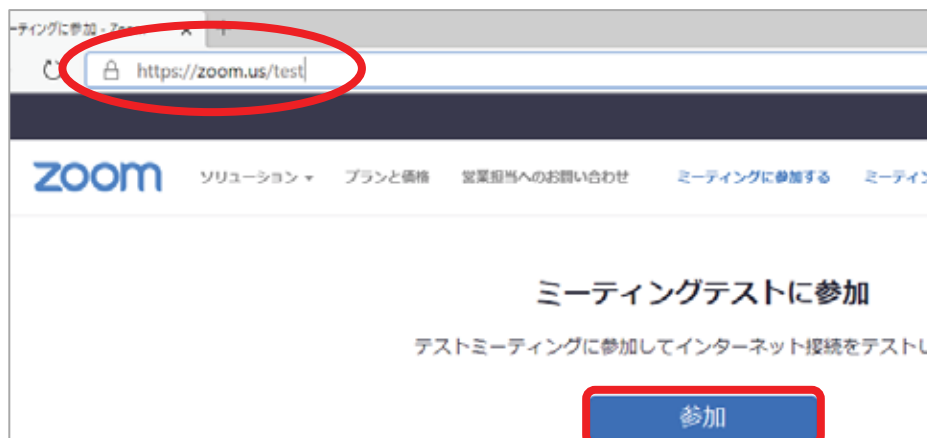 ーティングに参加 - Zoo
https://zoom.us/test
zoom ソリューション プランと価格 営業担当へのお問い合わせ ミーティングに参加する ミーティン
ミーティングテストに参加
テストミーティングに参加してインターネット接続をテストし
参加